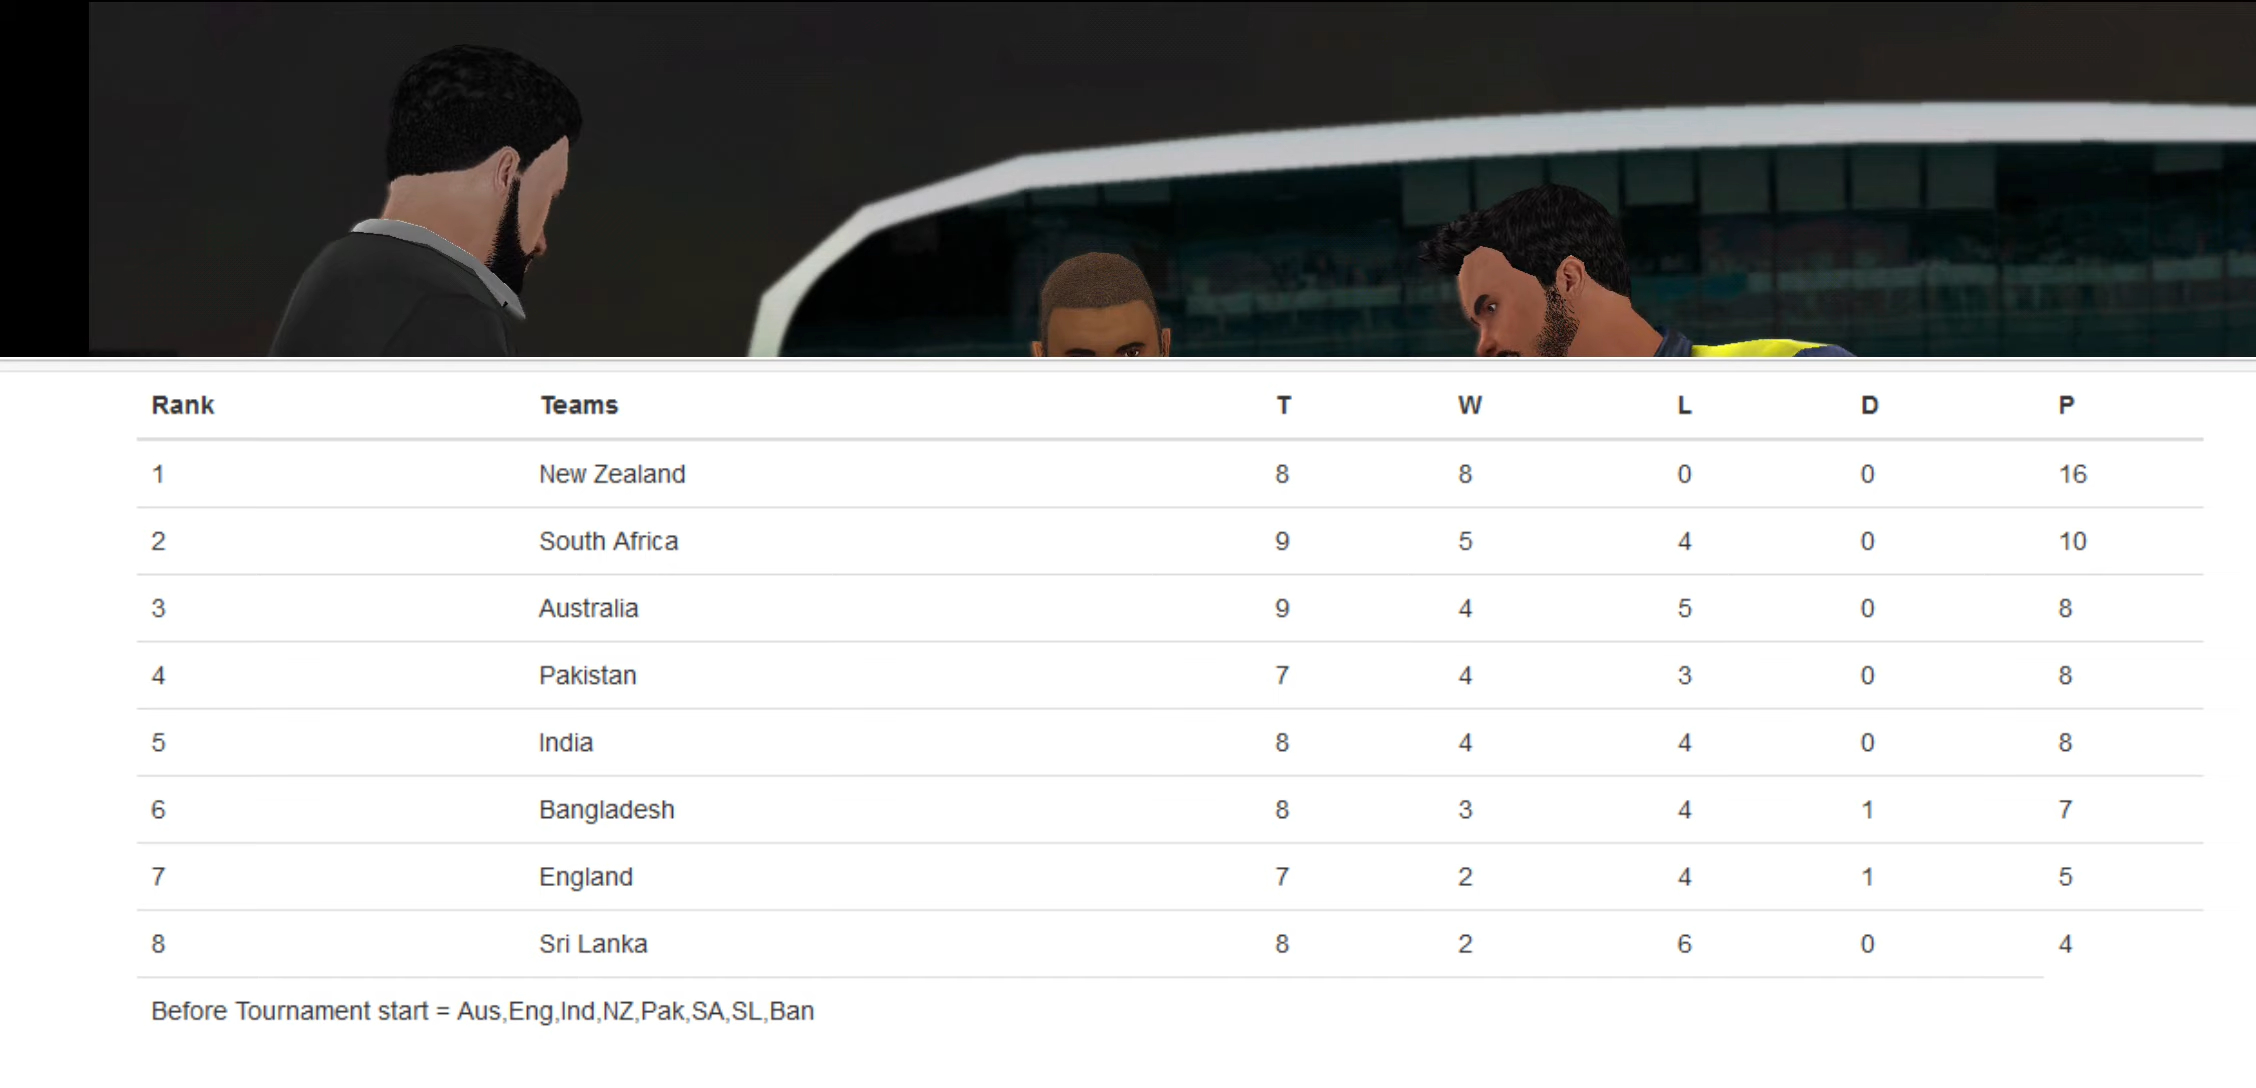 Rank Teams T W L D P
1 New Zealand 8 8 0 0 16
2 South Africa 9 5 4 0 10
3 Australia 9 4 5 0 8
4 Pakistan 7 4 3 0 8
5 India 8 4 4 0 8
6 Bangladesh 8 3 4 1 7
7 England 7 2 4 1 5
8 Sri Lanka 8 2 6 0 4
Before Tournament start = Aus,Eng,Ind,NZ,Pak,SA,SL,Ban